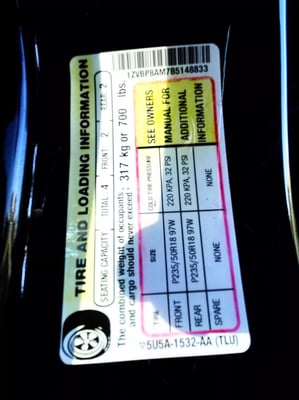 1ZVBP8AM7B5148833
TIRE AND LOADING INFORMATION
SEATING CAPACITY TOTAL: 4 FRONT: 2 REAR: 2
The combined weight of occupants and cargo should never exceed: 317 kg or 700 lbs.
TIRE SIZE COLD TIRE PRESSURE
FRONT P235/50R18 97W 220 KPA, 32 PSI
REAR P235/50R18 97W 220 KPA, 32 PSI
SPARE NONE NONE
SEE OWNERS
MANUAL FOR
ADDITIONAL
INFORMATION
5U5A-1532-AA (TLU)